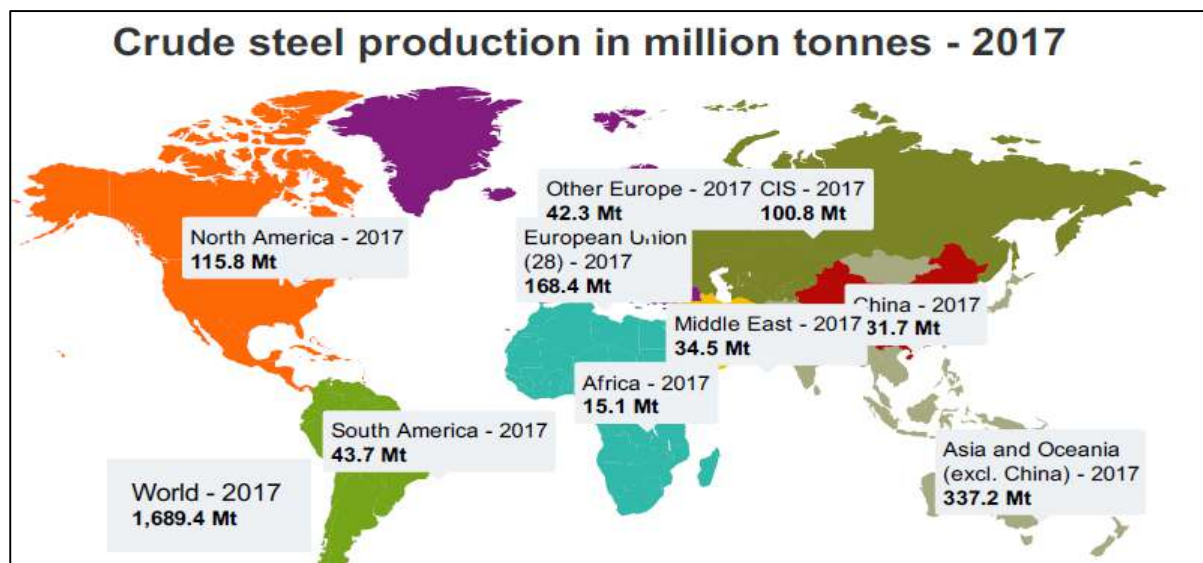 Crude steel production in million tonnes - 2017
Other Europe - 2017
42.3 Mt
CIS - 2017
100.8 Mt
North America - 2017
115.8 Mt
European Union
(28) - 2017
168.4 Mt
China - 2017
31.7 Mt
Middle East - 2017
34.5 Mt
Africa - 2017
15.1 Mt
South America - 2017
43.7 Mt
Asia and Oceania
(excl. China) - 2017
337.2 Mt
World - 2017
1,689.4 Mt